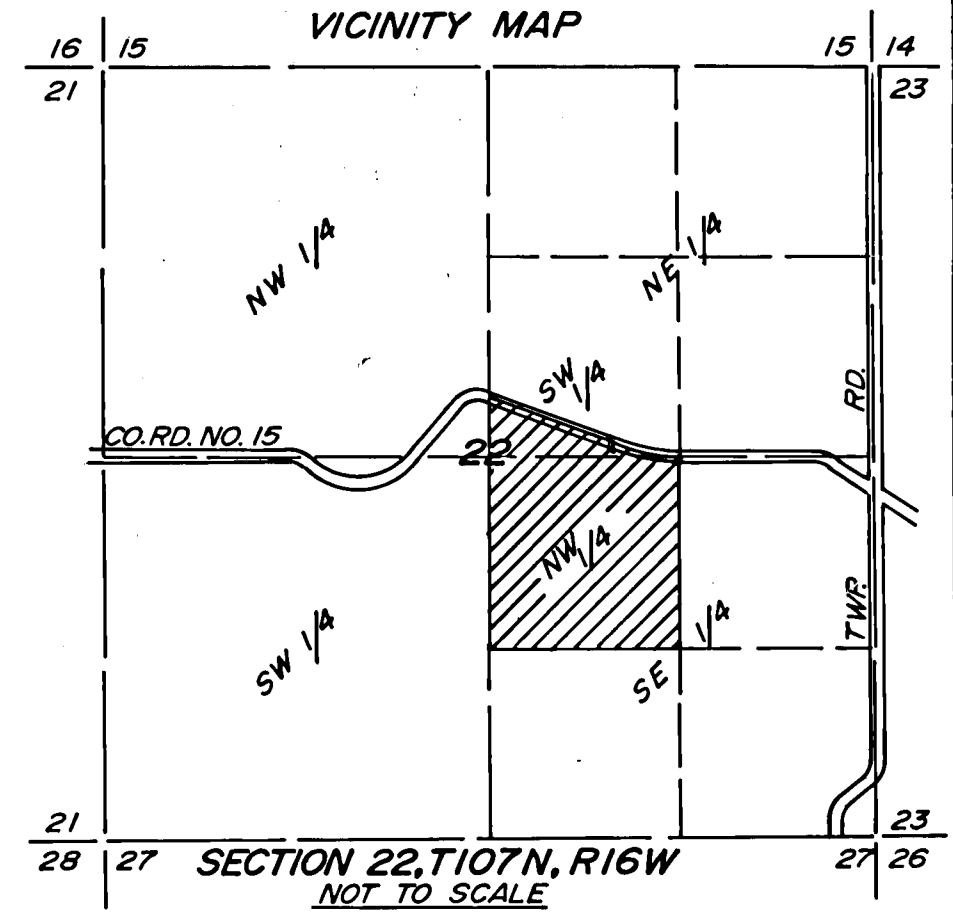 VICINITY MAP
16 15 15 14
21 23
NW 1/4
NE 1/4
SW 1/4
RD.
CO. RD. NO. 15
22
NW 1/4
TWP.
SW 1/4
1/4
SE
21 23
28 27 SECTION 22, T107N, R16W 27 26
NOT TO SCALE